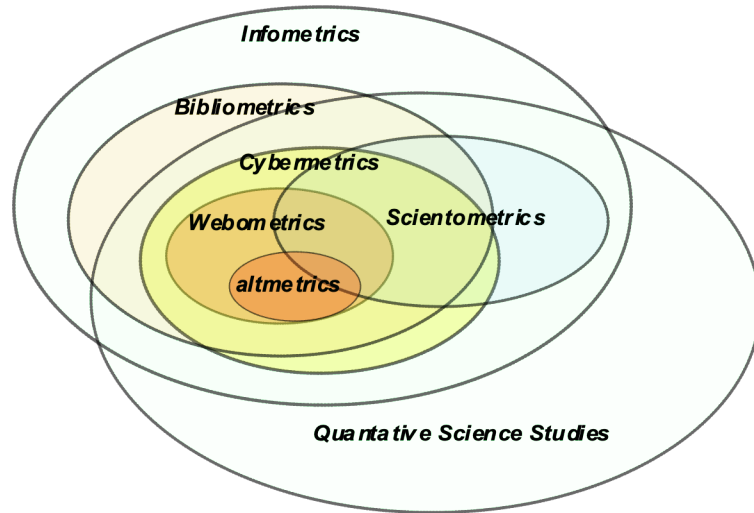 Infometrics
Bibliometrics
Cybermetrics
Webometrics
Scientometrics
altmetrics
Quantative Science Studies